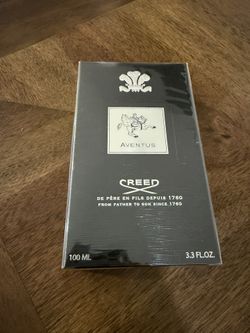 AVENTUS
CREED
DE PÈRE EN FILS DEPUIS 1760
FROM FATHER TO SON SINCE 1760
100 ML 3.3 FL.OZ.